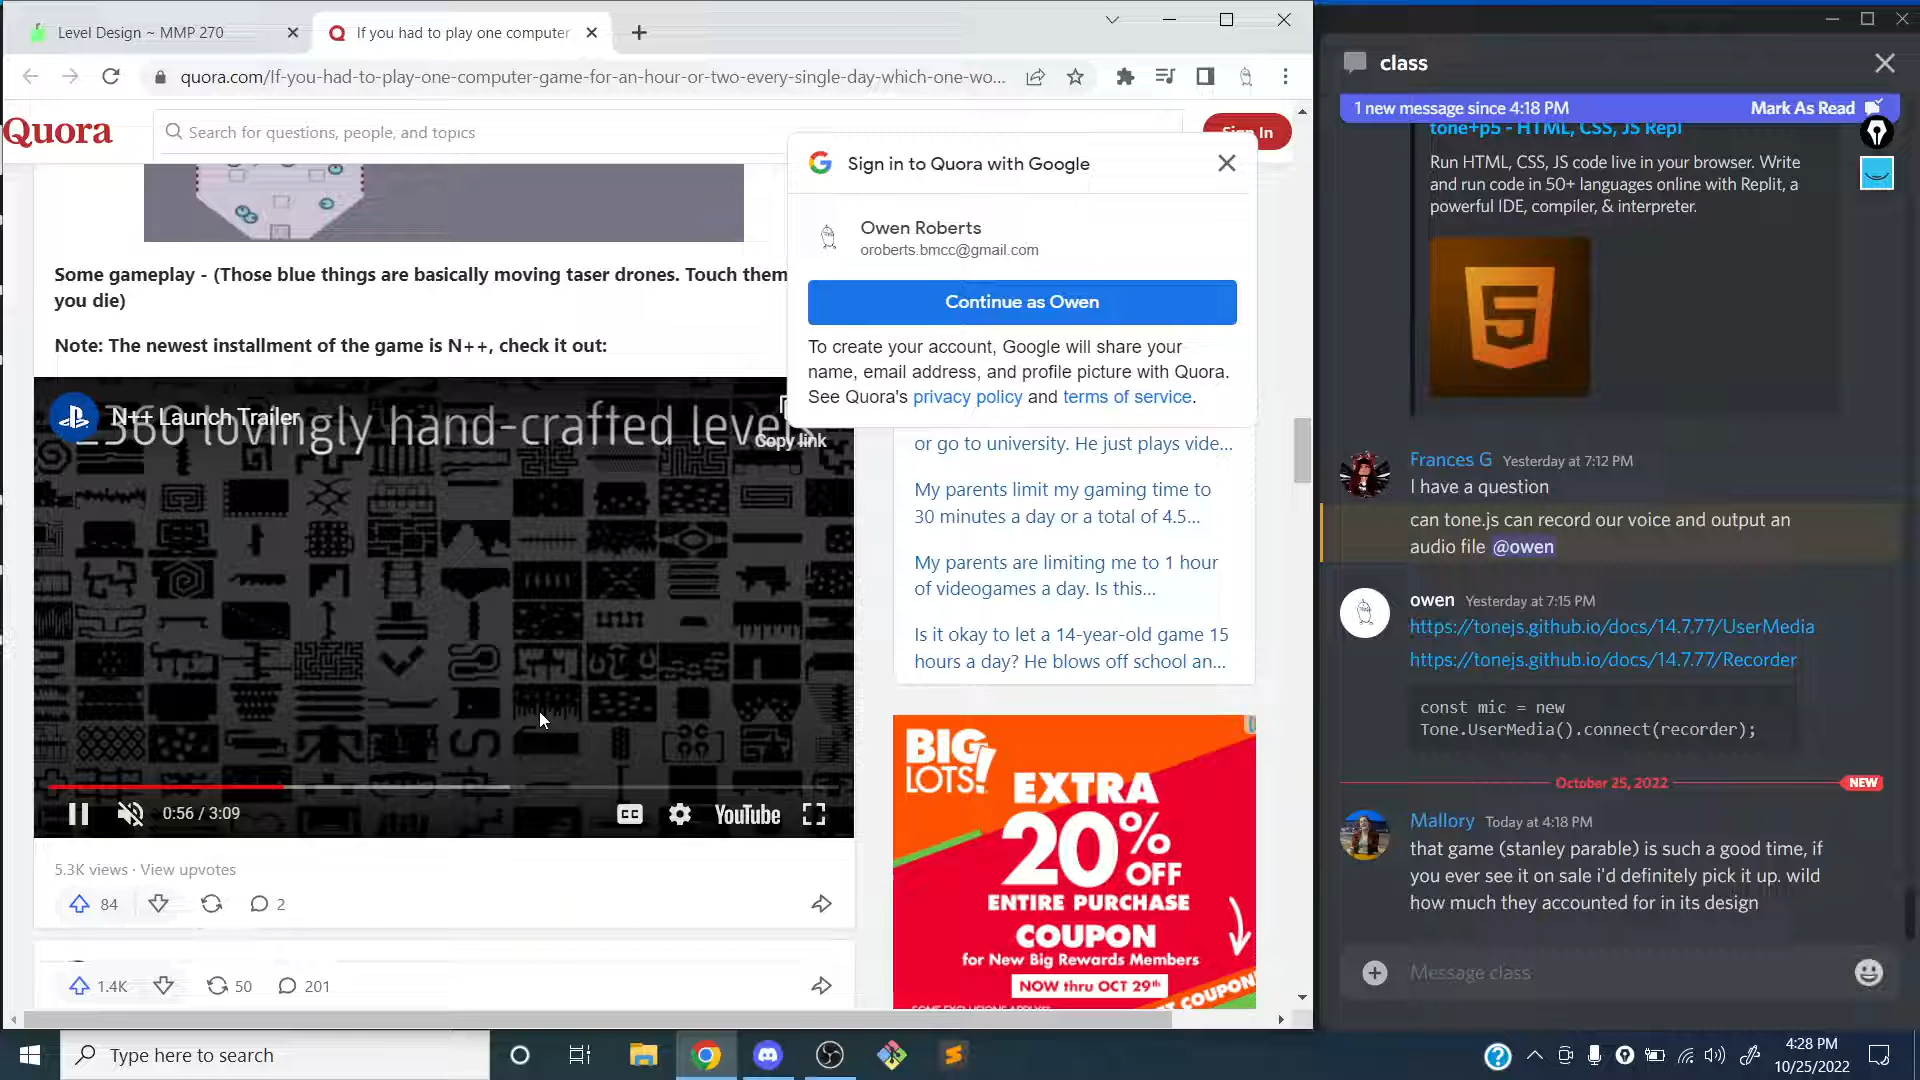 Level Design ~ MMP 270
If you had to play one computer
quora.com/If-you-had-to-play-one-computer-game-for-an-hour-or-two-every-single-day-which-one-wo...
Quora
Search for questions, people, and topics
Sign In
Sign in to Quora with Google
Owen Roberts
oroberts.bmcc@gmail.com
Continue as Owen
To create your account, Google will share your
name, email address, and profile picture with Quora.
See Quora's privacy policy and terms of service.
Some gameplay - (Those blue things are basically moving taser drones. Touch them
you die)
Note: The newest installment of the game is N++, check it out:
N++ Launch Trailer
2360 lovingly hand-crafted levels
Copy link
0:56 / 3:09
CC
YouTube
5.3K views · View upvotes
84
2
1.4K
50
201
or go to university. He just plays vide...
My parents limit my gaming time to
30 minutes a day or a total of 4.5...
My parents are limiting me to 1 hour
of videogames a day. Is this...
Is it okay to let a 14-year-old game 15
hours a day? He blows off school an...
BIG
LOTS!
EXTRA
20% OFF
ENTIRE PURCHASE
COUPON
for New Big Rewards Members
NOW thru OCT 29th
GET COUPON
class
1 new message since 4:18 PM
Mark As Read
tone+p5 - HTML, CSS, JS Repl
Run HTML, CSS, JS code live in your browser. Write
and run code in 50+ languages online with Replit, a
powerful IDE, compiler, & interpreter.
5
Frances G Yesterday at 7:12 PM
I have a question
can tone.js can record our voice and output an
audio file @owen
owen Yesterday at 7:15 PM
https://tonejs.github.io/docs/14.7.77/UserMedia
https://tonejs.github.io/docs/14.7.77/Recorder
const mic = new
Tone.UserMedia().connect(recorder);
October 25, 2022
NEW
Mallory Today at 4:18 PM
that game (stanley parable) is such a good time, if
you ever see it on sale i'd definitely pick it up. wild
how much they accounted for in its design
Message class
Type here to search
4:28 PM
10/25/2022